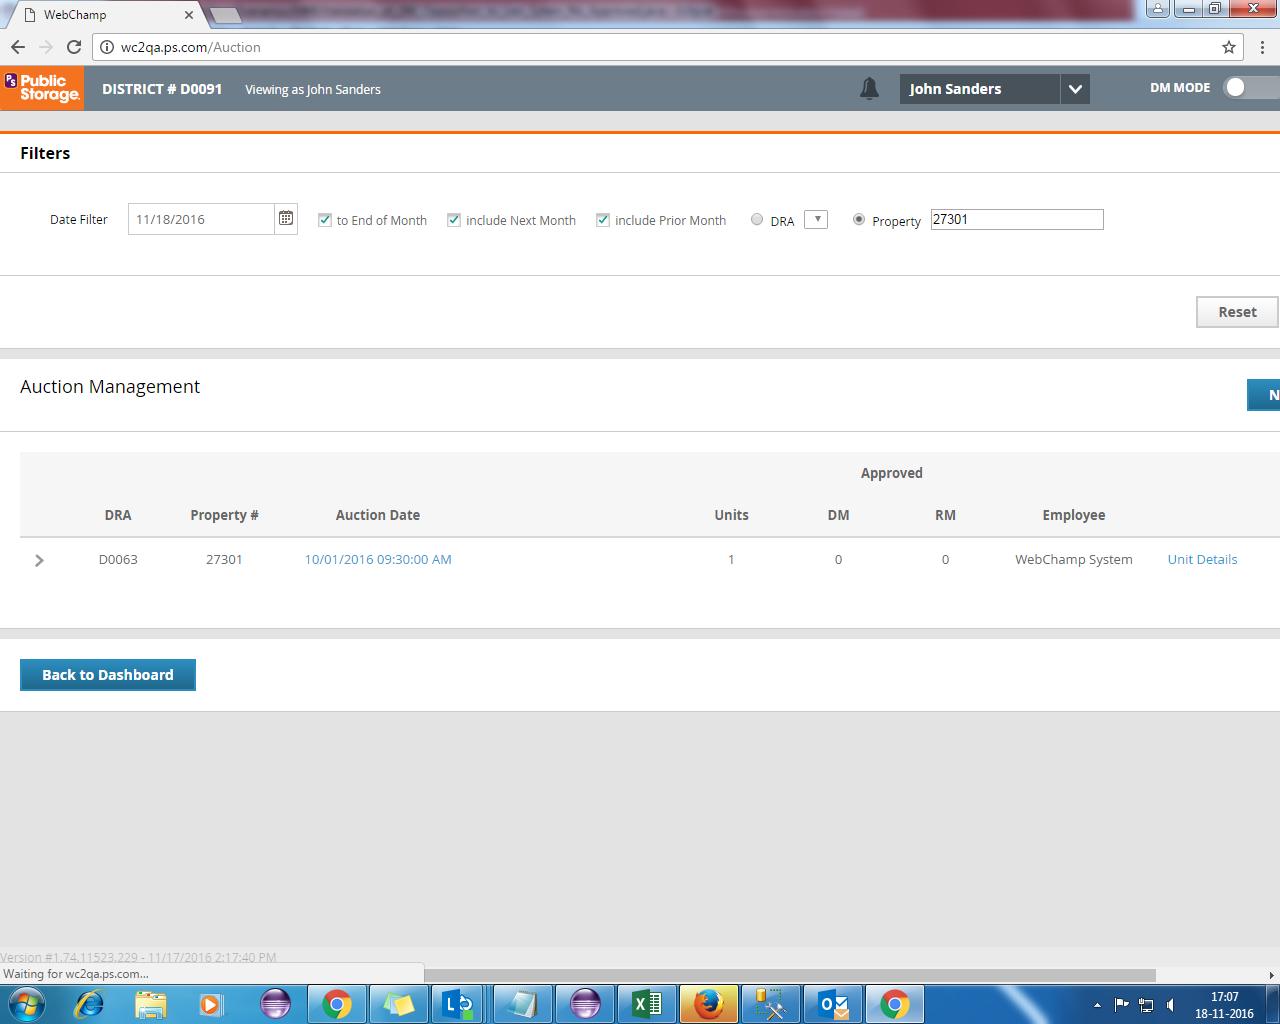 WebChamp
wc2qa.ps.com/Auction
PS Public Storage. DISTRICT # D0091 Viewing as John Sanders John Sanders DM MODE
Filters
Date Filter 11/18/2016 to End of Month include Next Month include Prior Month DRA Property 27301
Reset
Auction Management
N
Approved
DRA Property # Auction Date Units DM RM Employee
D0063 27301 10/01/2016 09:30:00 AM 1 0 0 WebChamp System Unit Details
Back to Dashboard
Version #1.74.11523.229 - 11/17/2016 2:17:40 PM
Waiting for wc2qa.ps.com...
17:07
18-11-2016